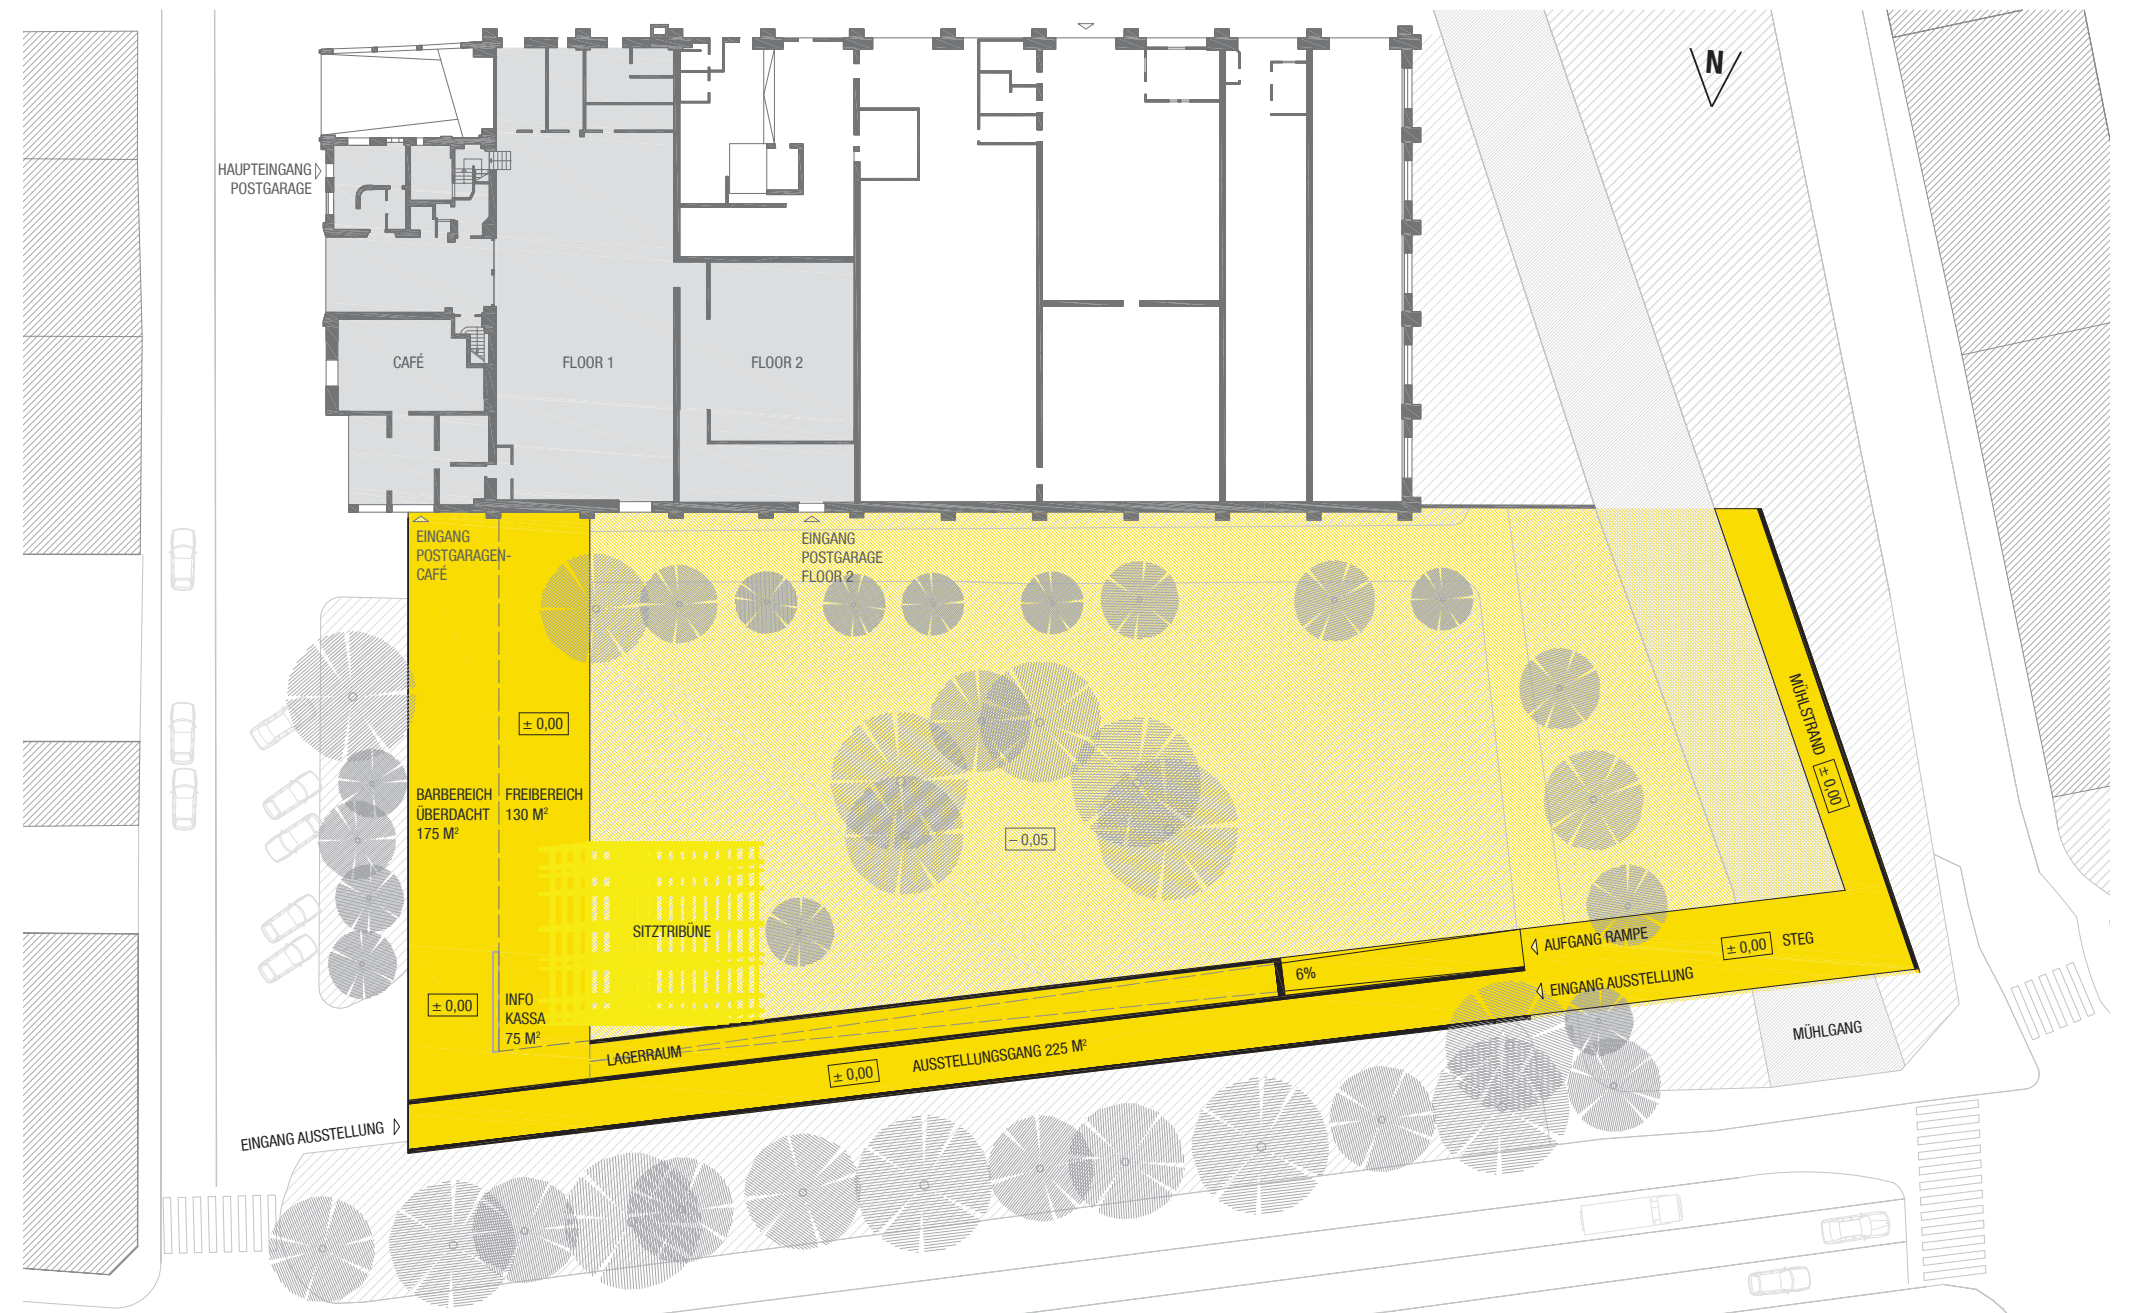 N
HAUPTEINGANG
POSTGARAGE
CAFÉ
FLOOR 1
FLOOR 2
EINGANG
POSTGARAGEN-
CAFÉ
EINGANG
POSTGARAGE
FLOOR 2
± 0,00
MÜHLSTRAND
± 0,00
BARBEREICH
ÜBERDACHT
175 M²
FREIBEREICH
130 M²
– 0,05
SITZTRIBÜNE
AUFGANG RAMPE
± 0,00
STEG
6%
EINGANG AUSSTELLUNG
± 0,00
INFO
KASSA
75 M²
MÜHLGANG
LAGERRAUM
± 0,00
AUSSTELLUNGSGANG 225 M²
EINGANG AUSSTELLUNG